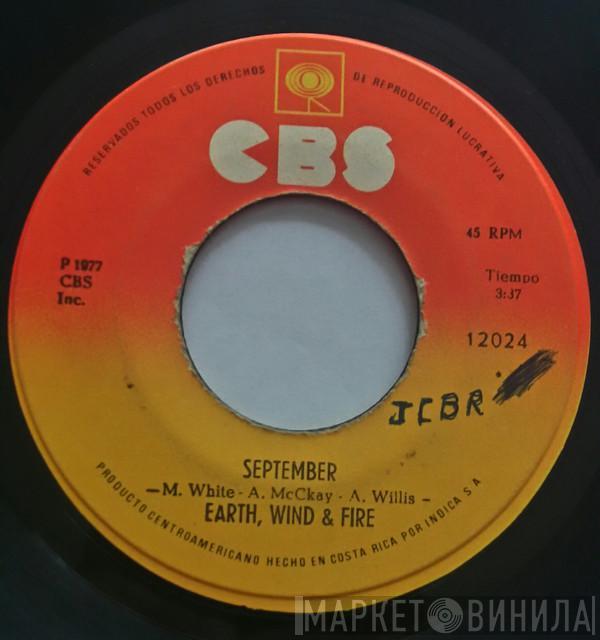 RESERVADOS TODOS LOS DERECHOS DE REPRODUCCION LUCRATIVA
CBS
45 RPM
P 1977
CBS
Inc.
Tiempo
3:37
12024
JCBR
SEPTEMBER
-M. White - A. McCkay - A. Willis -
EARTH, WIND & FIRE
PRODUCTO CENTROAMERICANO HECHO EN COSTA RICA POR INDICA S A
МАРКЕТ ВИНИЛА